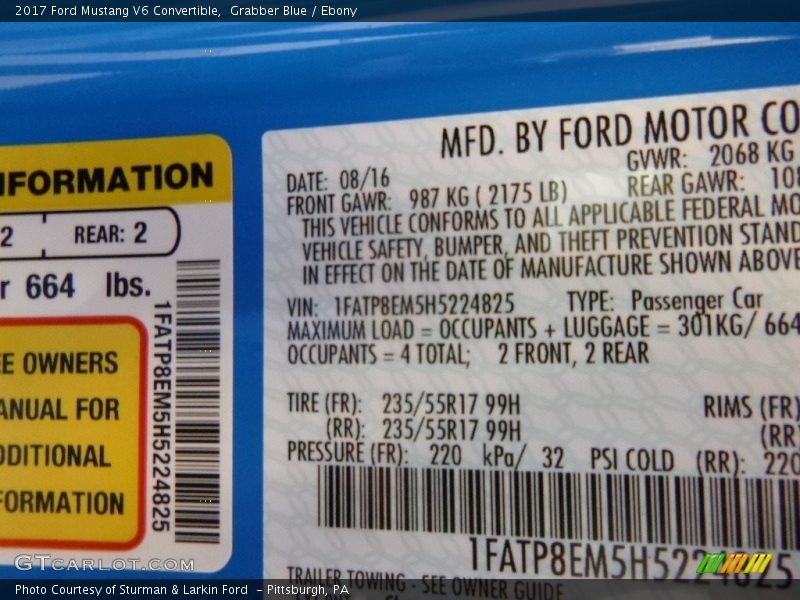 2017 Ford Mustang V6 Convertible, Grabber Blue / Ebony
NFORMATION
2 REAR: 2
r 664 lbs.
EE OWNERS
ANUAL FOR
DDITIONAL
FORMATION
1FATP8EM5H5224825
MFD. BY FORD MOTOR CO
DATE: 08/16 GVWR: 2068 KG
FRONT GAWR: 987 KG ( 2175 LB) REAR GAWR: 108
THIS VEHICLE CONFORMS TO ALL APPLICABLE FEDERAL MO
VEHICLE SAFETY, BUMPER, AND THEFT PREVENTION STAND
IN EFFECT ON THE DATE OF MANUFACTURE SHOWN ABOVE
VIN: 1FATP8EM5H5224825 TYPE: Passenger Car
MAXIMUM LOAD = OCCUPANTS + LUGGAGE = 301KG/ 664
OCCUPANTS = 4 TOTAL; 2 FRONT, 2 REAR
TIRE (FR): 235/55R17 99H RIMS (FR)
(RR): 235/55R17 99H (RR)
PRESSURE (FR): 220 kPa/ 32 PSI COLD (RR): 220
1FATP8EM5H5224825
TRAILER TOWING - SEE OWNER GUIDE
GTCARLOT.COM
Photo Courtesy of Sturman & Larkin Ford - Pittsburgh, PA